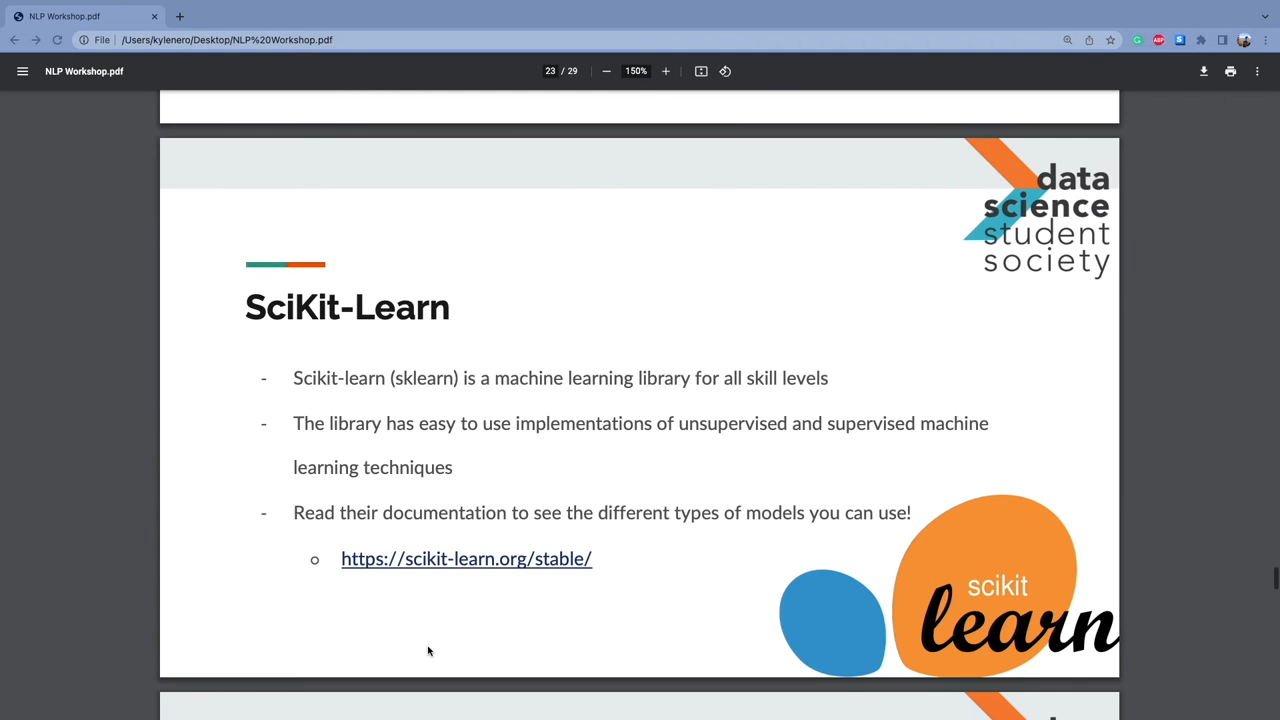 NLP Workshop.pdf
File
/Users/kylenero/Desktop/NLP%20Workshop.pdf
ABP
NLP Workshop.pdf
23 / 29
150%
data
science
student
society
SciKit-Learn
- Scikit-learn (sklearn) is a machine learning library for all skill levels
- The library has easy to use implementations of unsupervised and supervised machine
learning techniques
- Read their documentation to see the different types of models you can use!
https://scikit-learn.org/stable/
scikit
learn